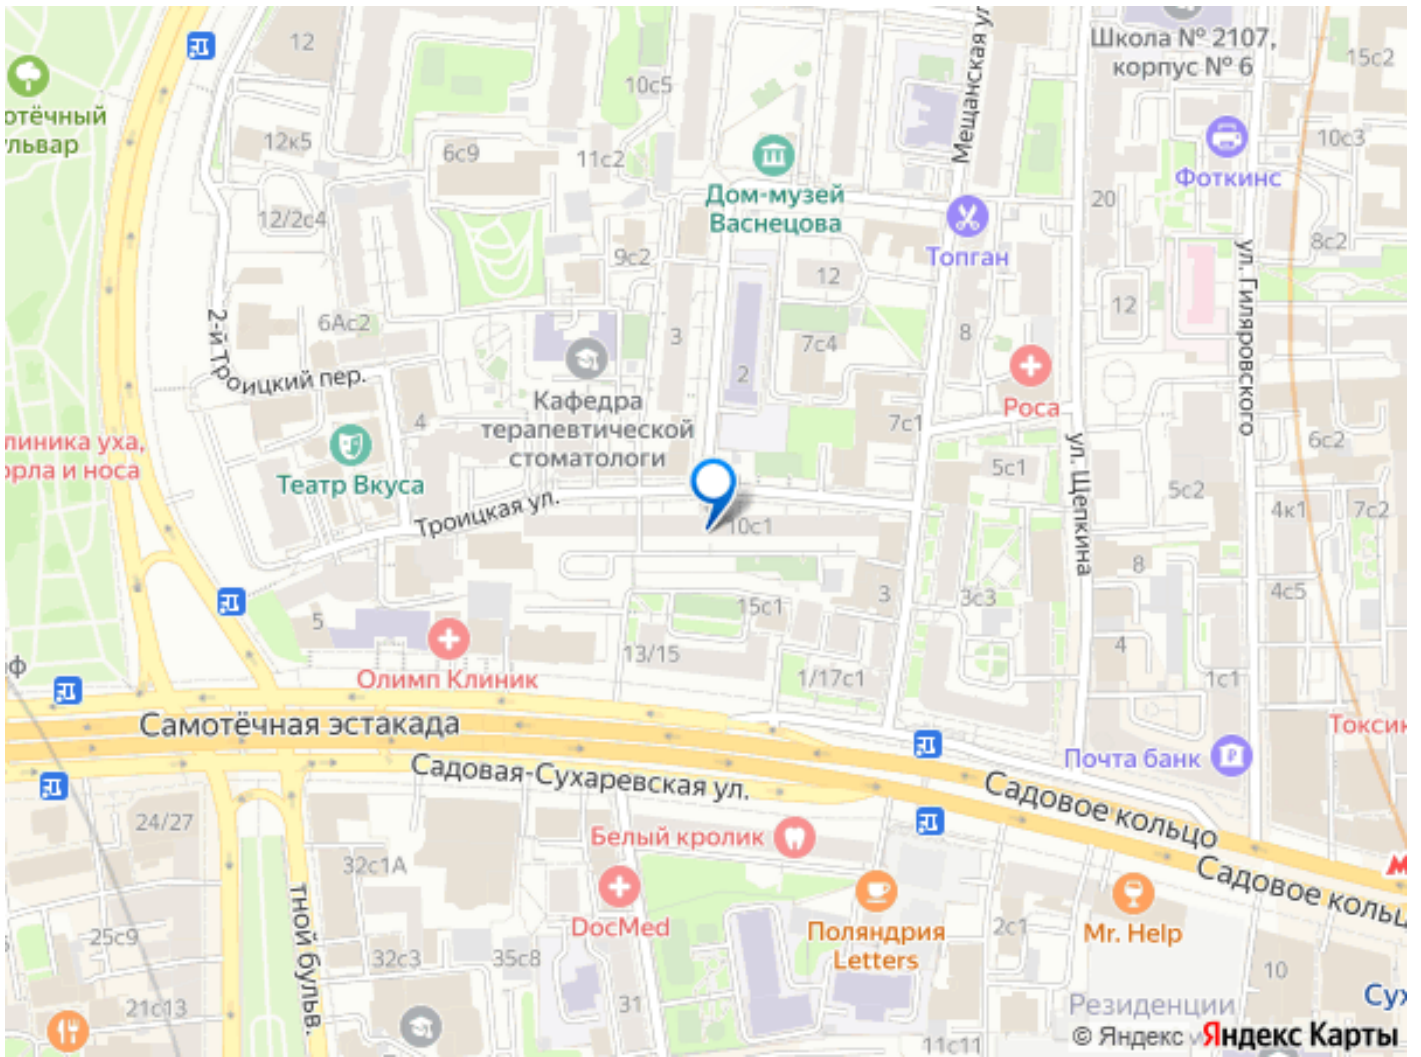 12
Школа № 2107,
корпус № 6
15с2
10с5
Мещанская ул
отёчный
львар
12к5
6с9
11с2
10с3
Фоткинс
Дом-музей
Васнецова
20
12/2с4
9с2
Топган
8с2
12
12
ул. Гиляровского
2-й Троицкий пер.
6Ас2
3
7с4
8
2
Кафедра
терапевтической
стоматологи
Роса
4
7с1
линика уха,
орла и носа
6с2
ул. Щепкина
Театр Вкуса
5с1
5с2
Троицкая ул.
10с1
4к1
7с2
8
3
3с3
4с5
15с1
5
4
13/15
Олимп Клиник
1/17с1
1с1
оф
Самотёчная эстакада
Токсик
Почта банк
Садовая-Сухаревская ул.
Садовое кольцо
24/27
Белый кролик
32с1А
М
Садовое кольц
тной бульв.
DocMed
Поляндрия
Letters
2с1
Mr. Help
25с9
32с3
35с8
10
21с13
31
Резиденции
Сух
11с11
© Яндекс
Яндекс Карты